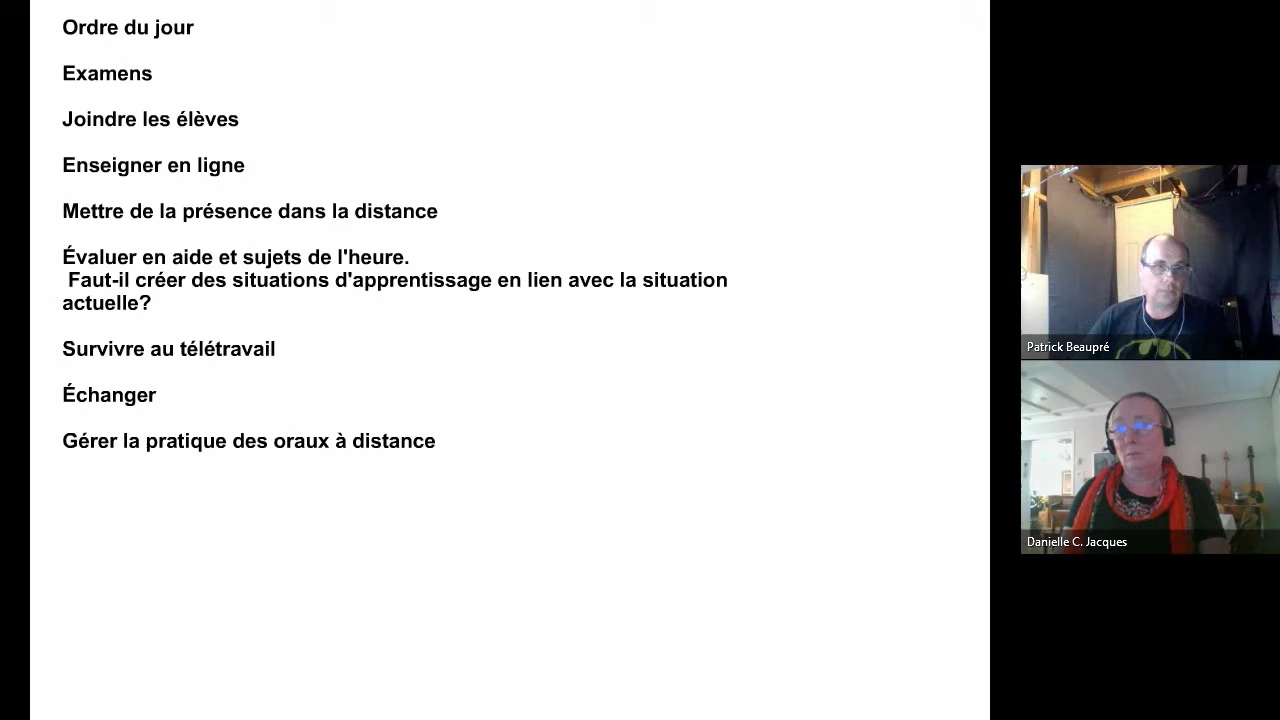 Ordre du jour
Examens
Joindre les élèves
Enseigner en ligne
Mettre de la présence dans la distance
Évaluer en aide et sujets de l'heure.
Faut-il créer des situations d'apprentissage en lien avec la situation
actuelle?
Survivre au télétravail
Échanger
Gérer la pratique des oraux à distance
Patrick Beaupré
Danielle C. Jacques